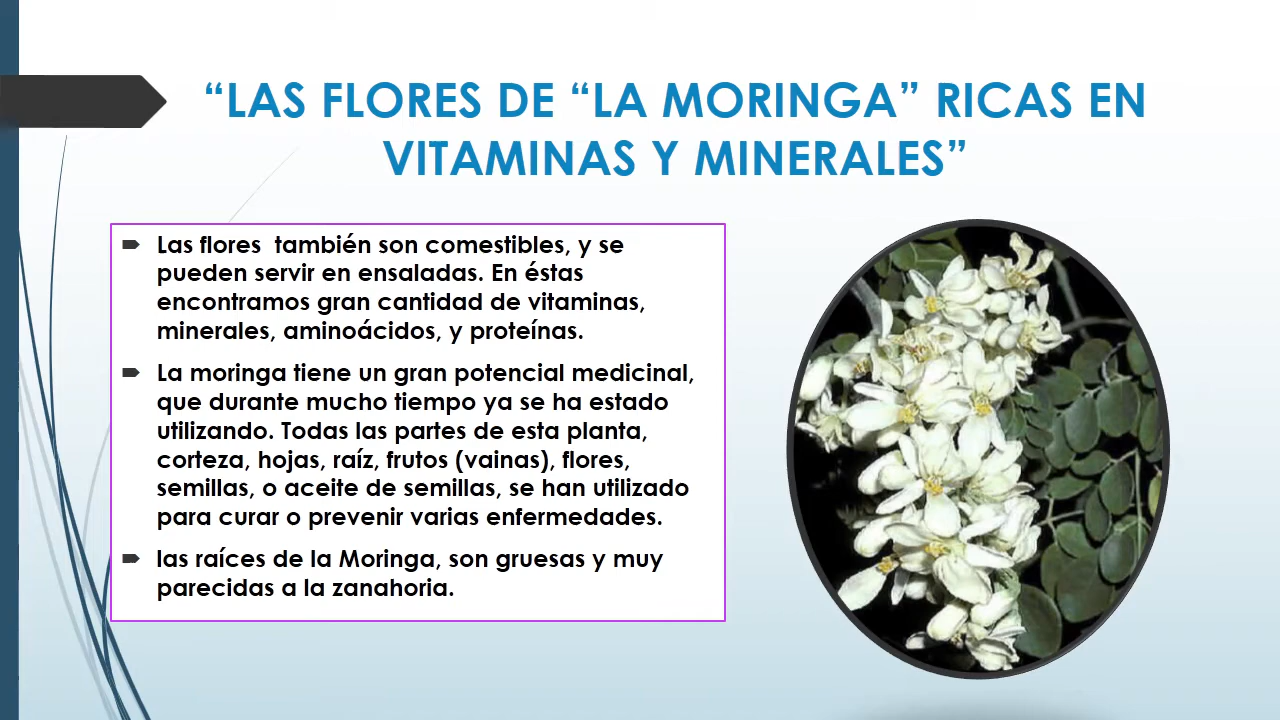 “LAS FLORES DE “LA MORINGA” RICAS EN
VITAMINAS Y MINERALES”
Las flores  también son comestibles, y se
pueden servir en ensaladas. En éstas
encontramos gran cantidad de vitaminas,
minerales, aminoácidos, y proteínas.
La moringa tiene un gran potencial medicinal,
que durante mucho tiempo ya se ha estado
utilizando. Todas las partes de esta planta,
corteza, hojas, raíz, frutos (vainas), flores,
semillas, o aceite de semillas, se han utilizado
para curar o prevenir varias enfermedades.
las raíces de la Moringa, son gruesas y muy
parecidas a la zanahoria.